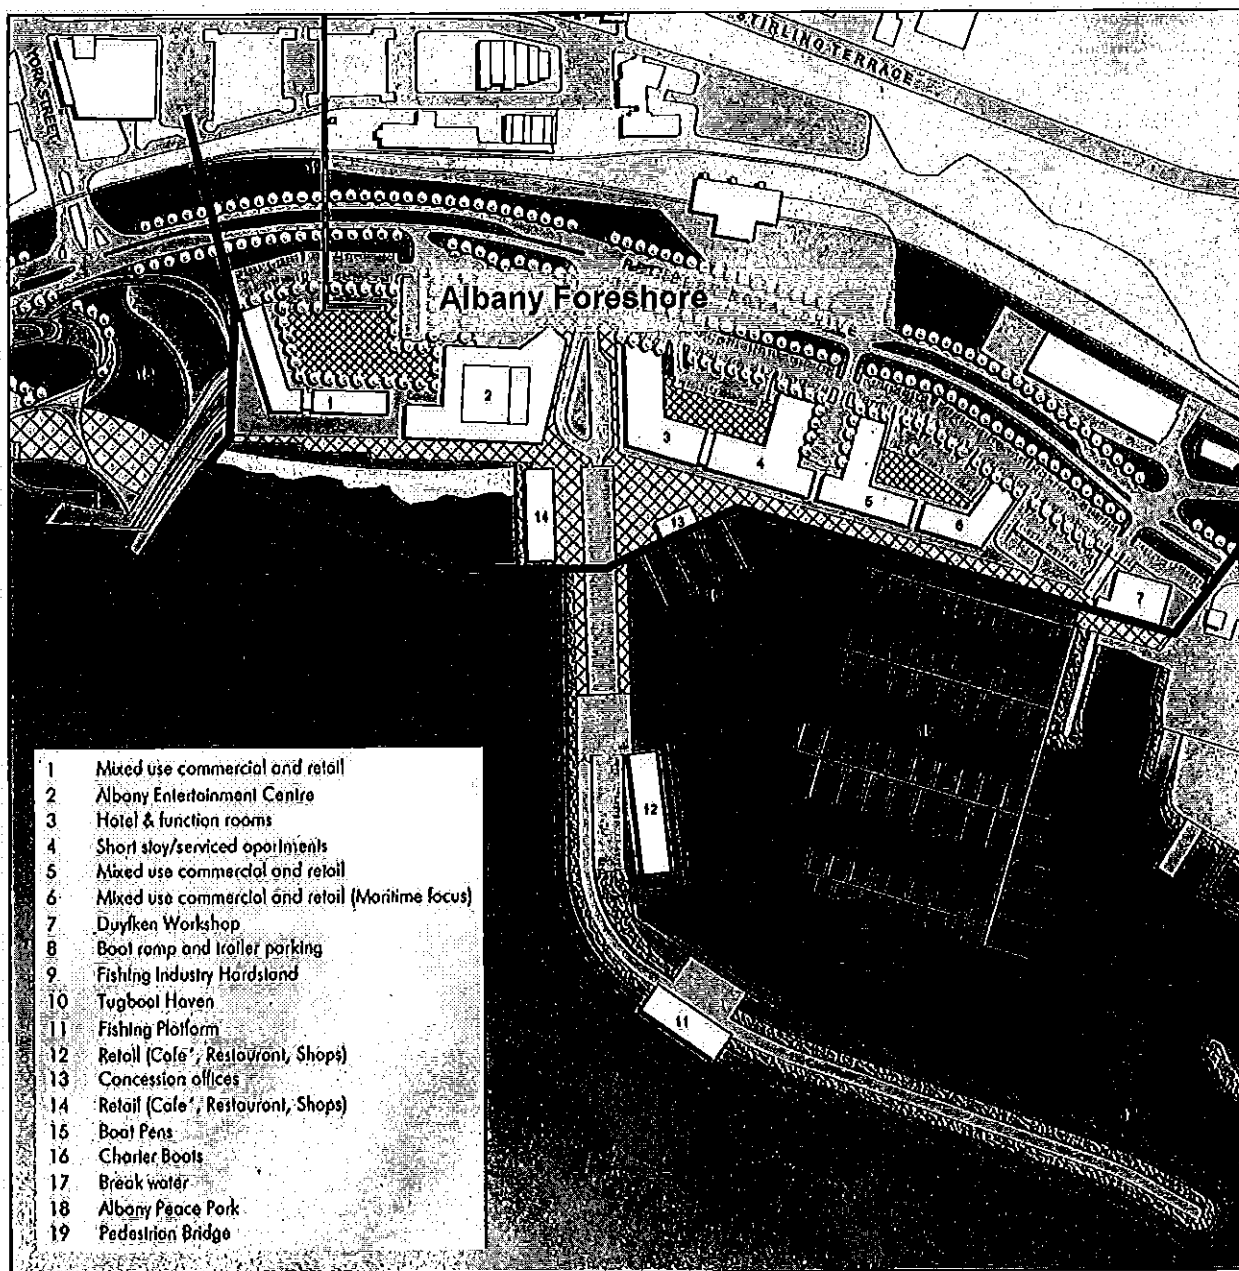 STIRLING TERRACE
YORK STREET
Albany Foreshore
1
2
3
4
5
6
7
14
13
12
11
1 Mixed use commercial and retail
2 Albany Entertainment Centre
3 Hotel & function rooms
4 Short stay/serviced apartments
5 Mixed use commercial and retail
6 Mixed use commercial and retail (Maritime focus)
7 Duyfken Workshop
8 Boat ramp and trailer parking
9 Fishing Industry Hardstand
10 Tugboat Haven
11 Fishing Platform
12 Retail (Cafe', Restaurant, Shops)
13 Concession offices
14 Retail (Cafe', Restaurant, Shops)
15 Boat Pens
16 Charter Boats
17 Break water
18 Albany Peace Park
19 Pedestrian Bridge